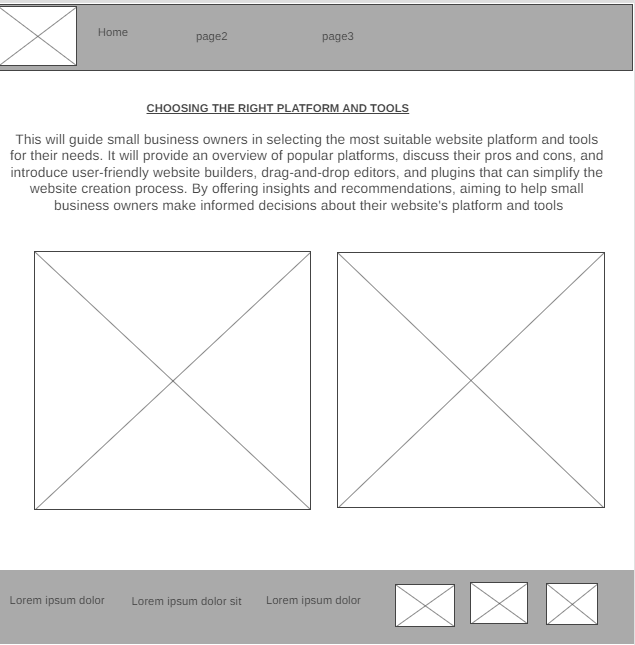 Home
page2
page3
CHOOSING THE RIGHT PLATFORM AND TOOLS
This will guide small business owners in selecting the most suitable website platform and tools
for their needs. It will provide an overview of popular platforms, discuss their pros and cons, and
introduce user-friendly website builders, drag-and-drop editors, and plugins that can simplify the
website creation process. By offering insights and recommendations, aiming to help small
business owners make informed decisions about their website's platform and tools
Lorem ipsum dolor
Lorem ipsum dolor sit
Lorem ipsum dolor